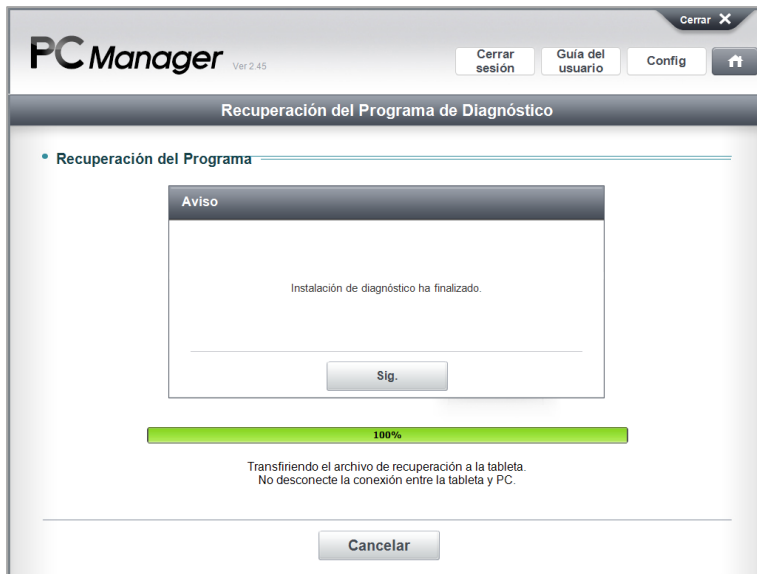 Cerrar X
PC Manager Ver 2.45
Cerrar sesión
Guía del usuario
Config
Recuperación del Programa de Diagnóstico
Recuperación del Programa
Aviso
Instalación de diagnóstico ha finalizado.
Sig.
100%
Transfiriendo el archivo de recuperación a la tableta.
No desconecte la conexión entre la tableta y PC.
Cancelar